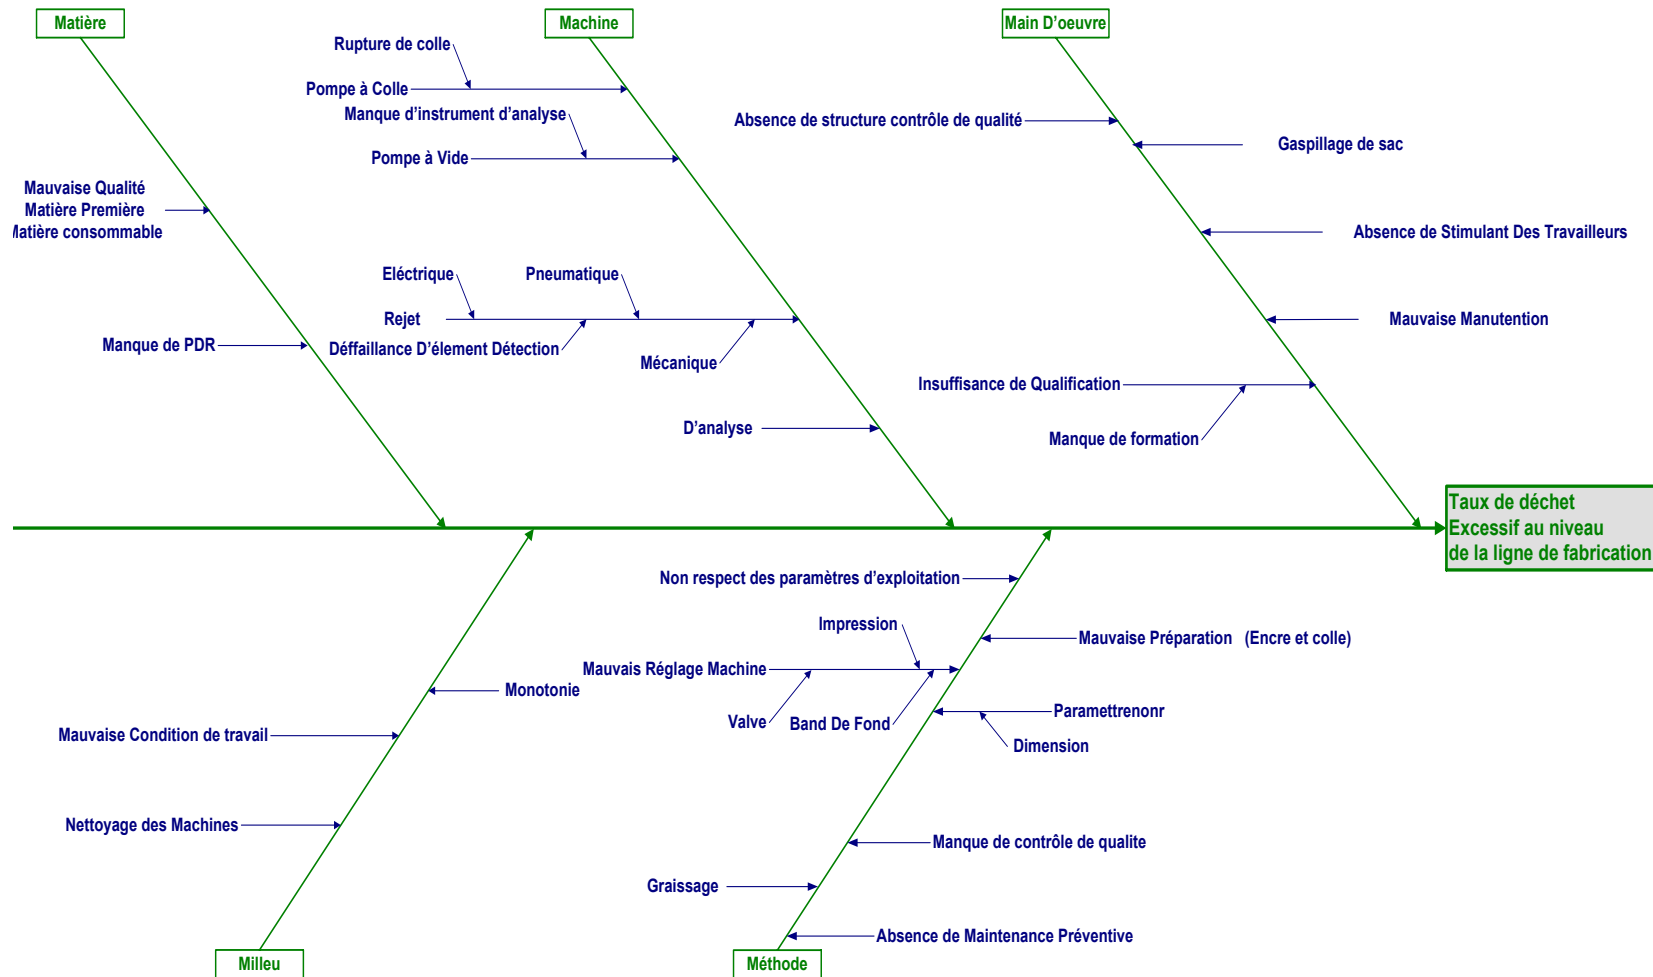 Matière
Machine
Main D'oeuvre
Rupture de colle
Pompe à Colle
Manque d'instrument d'analyse
Pompe à Vide
Absence de structure contrôle de qualité
Gaspillage de sac
Mauvaise Qualité
Matière Première
Matière consommable
Absence de Stimulant Des Travailleurs
Eléctrique
Pneumatique
Rejet
Déffaillance D'élement Détection
Mécanique
Manque de PDR
Mauvaise Manutention
Insuffisance de Qualification
Manque de formation
D'analyse
Taux de déchet
Excessif au niveau
de la ligne de fabrication
Non respect des paramètres d'exploitation
Impression
Mauvaise Préparation (Encre et colle)
Mauvais Réglage Machine
Valve
Band De Fond
Monotonie
Paramettrenonr
Dimension
Mauvaise Condition de travail
Nettoyage des Machines
Manque de contrôle de qualite
Graissage
Absence de Maintenance Préventive
Milleu
Méthode